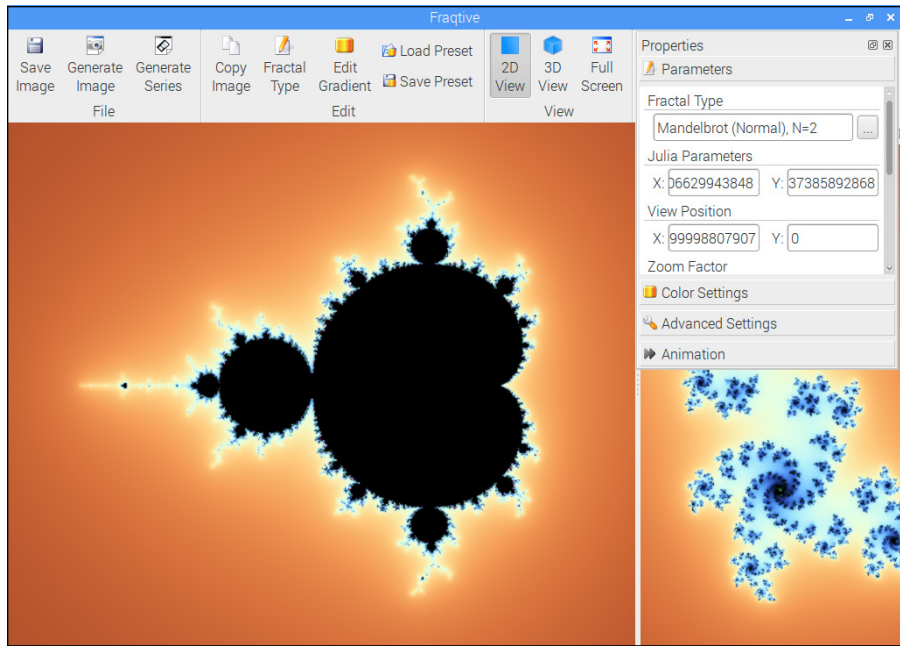 Fraqtive
Save Image
Generate Image
Generate Series
File
Copy Image
Fractal Type
Edit Gradient
Load Preset
Save Preset
Edit
2D View
3D View
Full Screen
View
Properties
Parameters
Fractal Type
Mandelbrot (Normal), N=2
...
Julia Parameters
X: 06629943848 Y: 37385892868
View Position
X: 99998807907 Y: 0
Zoom Factor
Color Settings
Advanced Settings
Animation